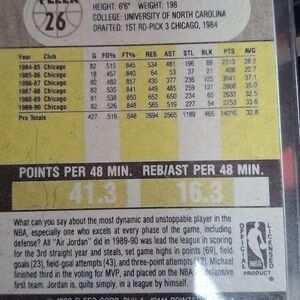 FLEER
26
HEIGHT: 6'6" WEIGHT: 198
COLLEGE: UNIVERSITY OF NORTH CAROLINA
DRAFTED: 1ST RD-PICK 3 CHICAGO, 1984
Year Club G FG% FT% REB AST STL BLK PTS AVG
1984-85 Chicago 82 515 845 534 481 196 69 2313 28.2
1985-86 Chicago 18 457 840 64 53 37 21 408 22.7
1986-87 Chicago 82 482 857 430 377 236 125 3041 37.1
1987-88 Chicago 82 535 841 449 485 259 131 2868 35.0
1988-89 Chicago 81 538 850 652 650 234 65 2633 32.5
1989-90 Chicago 82 526 848 565 519 227 54 2753 33.6
Pro Totals 427 516 848 2694 2565 1189 465 14016 32.8
POINTS PER 48 MIN. REB/AST PER 48 MIN.
41.3 16.3
What can you say about the most dynamic and unstoppable player in the
NBA, especially one who excels at every phase of the game, including
defense? All "Air Jordan" did in 1989-90 was lead the league in scoring
for the 3rd straight year and steals, set game highs in points (69), field
goals (23), field-goal attempts (43), and three-point attempts (12). Michael
finished third in the voting for MVP, and placed on the NBA All-Defensive
first team. Jordan is, quite simply, in a league by himself.
OFFICIAL
NBA
LICENSED
PRODUCT